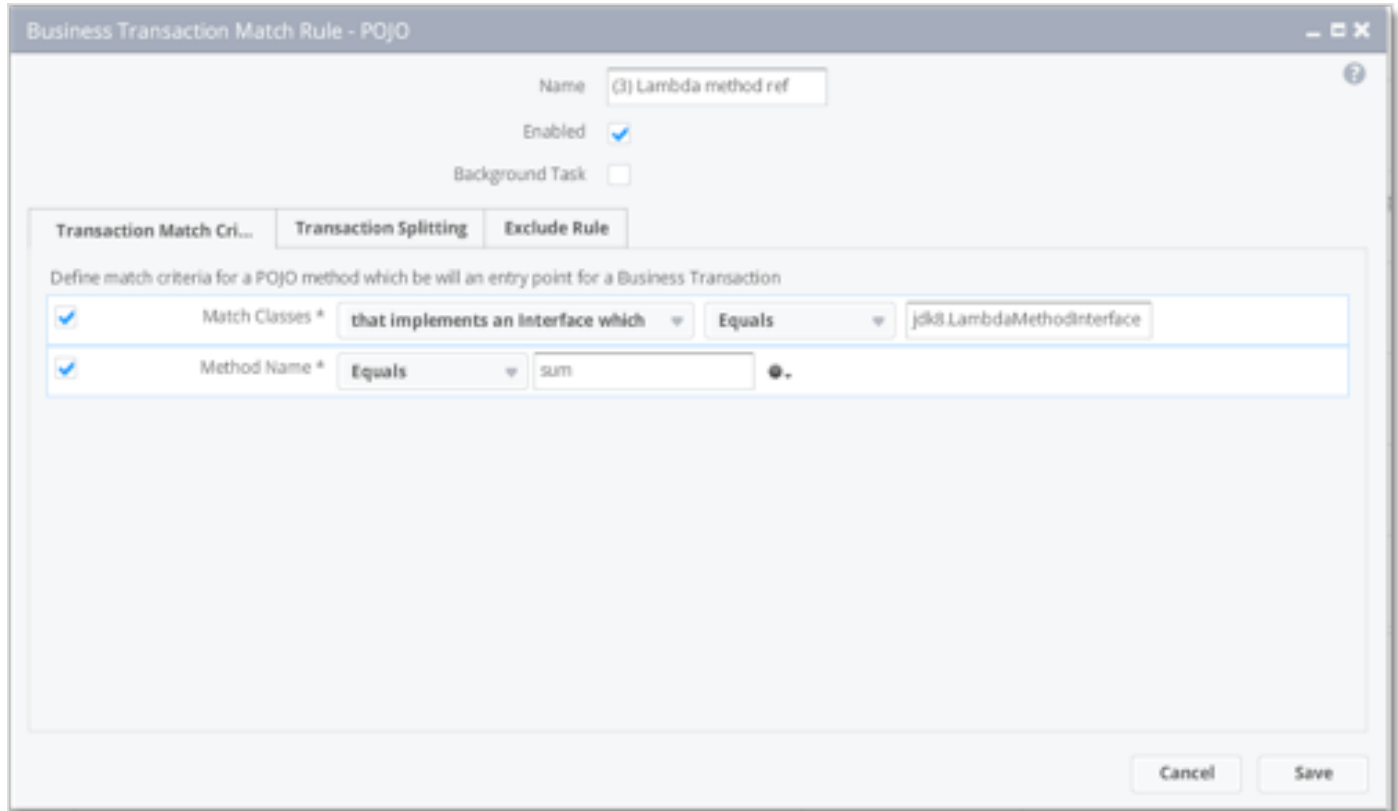 Business Transaction Match Rule - POJO
Name (3) Lambda method ref
Enabled
Background Task
Transaction Match Cri... Transaction Splitting Exclude Rule
Define match criteria for a POJO method which be will an entry point for a Business Transaction
Match Classes * that implements an Interface which Equals jdk8.LambdaMethodInterface
Method Name * Equals sum
Cancel Save